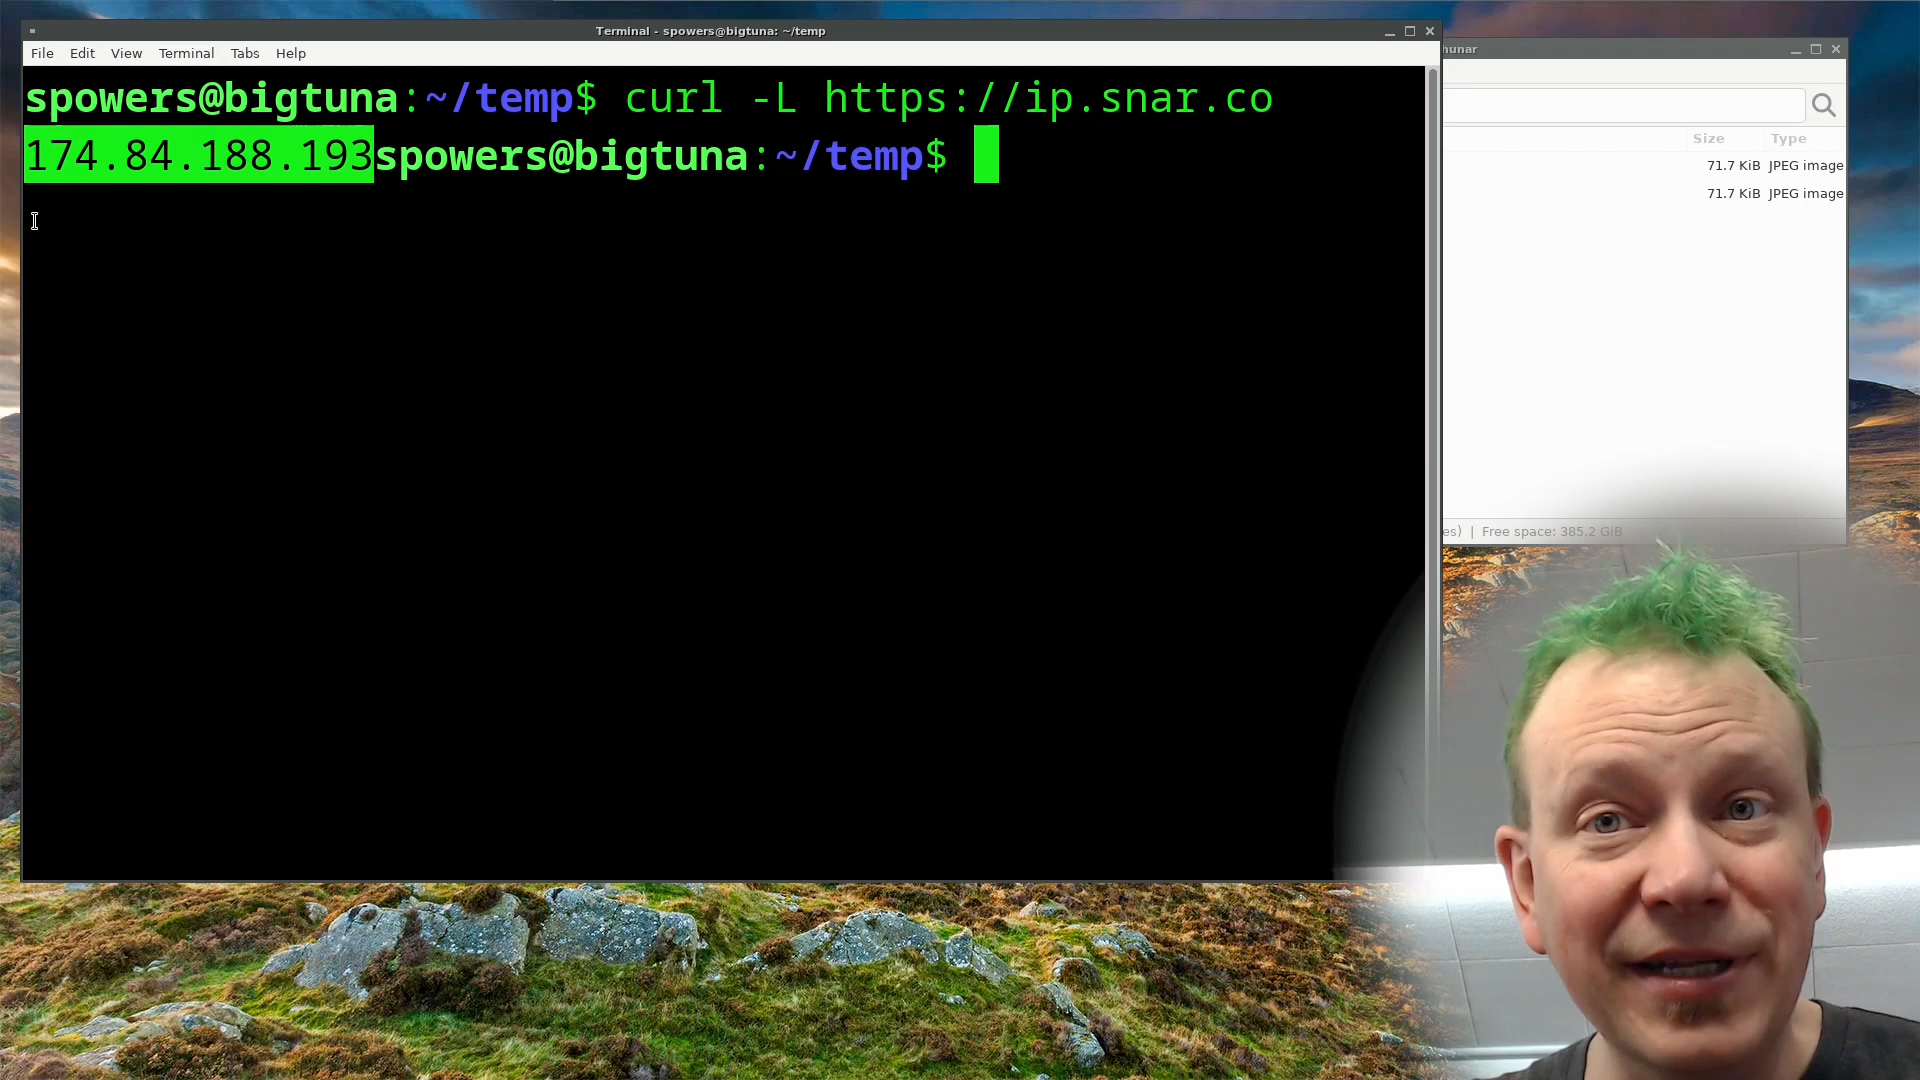 Terminal - spowers@bigtuna: ~/temp
File Edit View Terminal Tabs Help
spowers@bigtuna:~/temp$ curl -L https://ip.snar.co
174.84.188.193spowers@bigtuna:~/temp$
hunar
Size Type
71.7 KiB JPEG image
71.7 KiB JPEG image
es) | Free space: 385.2 GiB